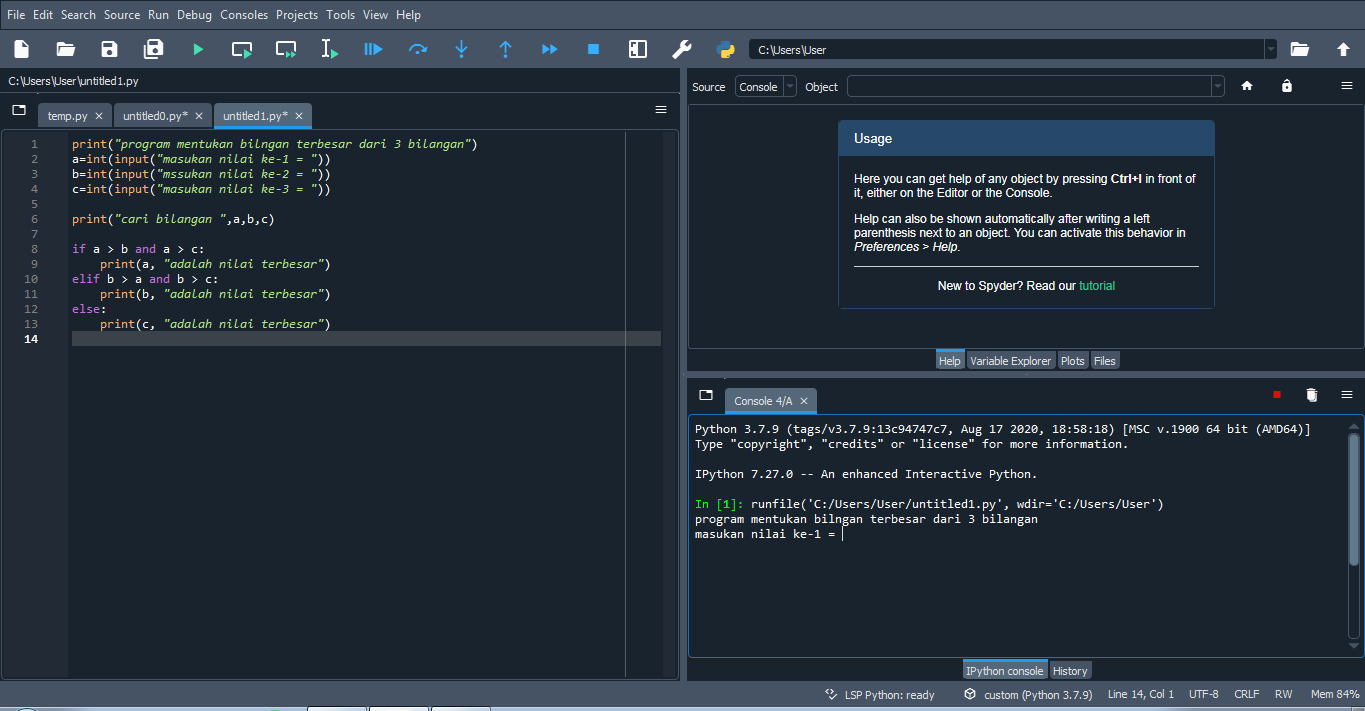 File Edit Search Source Run Debug Consoles Projects Tools View Help
C:\Users\User
C:\Users\User\untitled1.py
temp.py × untitled0.py* × untitled1.py* ×
1 print("program mentukan bilngan terbesar dari 3 bilangan")
2 a=int(input("masukan nilai ke-1 = "))
3 b=int(input("mssukan nilai ke-2 = "))
4 c=int(input("masukan nilai ke-3 = "))
5
6 print("cari bilangan ",a,b,c)
7
8 if a > b and a > c:
9     print(a, "adalah nilai terbesar")
10 elif b > a and b > c:
11     print(b, "adalah nilai terbesar")
12 else:
13     print(c, "adalah nilai terbesar")
14
Source Console Object
Usage
Here you can get help of any object by pressing Ctrl+I in front of
it, either on the Editor or the Console.
Help can also be shown automatically after writing a left
parenthesis next to an object. You can activate this behavior in
Preferences > Help.
New to Spyder? Read our tutorial
Help Variable Explorer Plots Files
Console 4/A ×
Python 3.7.9 (tags/v3.7.9:13c94747c7, Aug 17 2020, 18:58:18) [MSC v.1900 64 bit (AMD64)]
Type "copyright", "credits" or "license" for more information.
IPython 7.27.0 -- An enhanced Interactive Python.
In [1]: runfile('C:/Users/User/untitled1.py', wdir='C:/Users/User')
program mentukan bilngan terbesar dari 3 bilangan
masukan nilai ke-1 =
IPython console History
LSP Python: ready custom (Python 3.7.9) Line 14, Col 1 UTF-8 CRLF RW Mem 84%